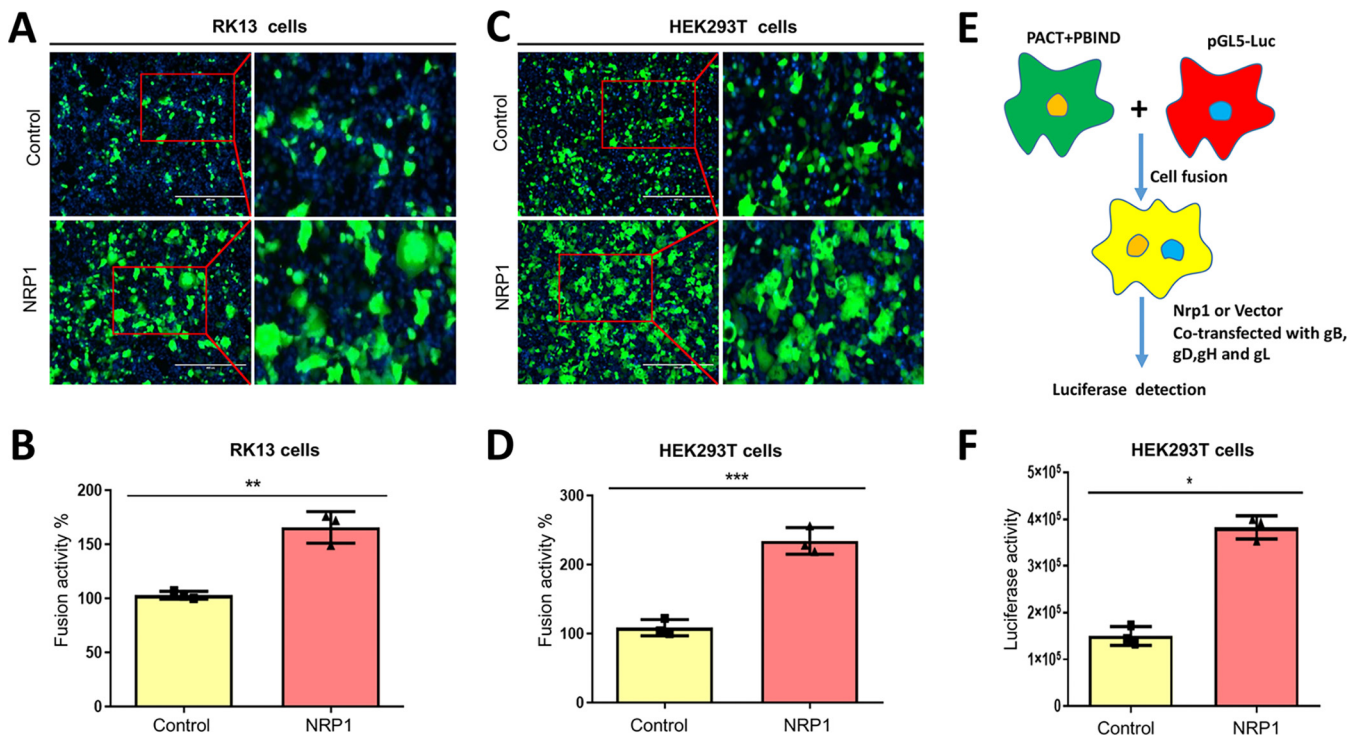 A
RK13 cells
Control
NRP1
C
HEK293T cells
Control
NRP1
E
PACT+PBIND
pGL5-Luc
+
Cell fusion
Nrp1 or Vector
Co-transfected with gB,
gD,gH and gL
Luciferase detection
B
RK13 cells
**
Fusion activity %
200
150
100
50
0
Control
NRP1
D
HEK293T cells
***
Fusion activity %
300
200
100
0
Control
NRP1
F
HEK293T cells
*
Luciferase activity
5×10⁵
4×10⁵
3×10⁵
2×10⁵
1×10⁵
0
Control
NRP1